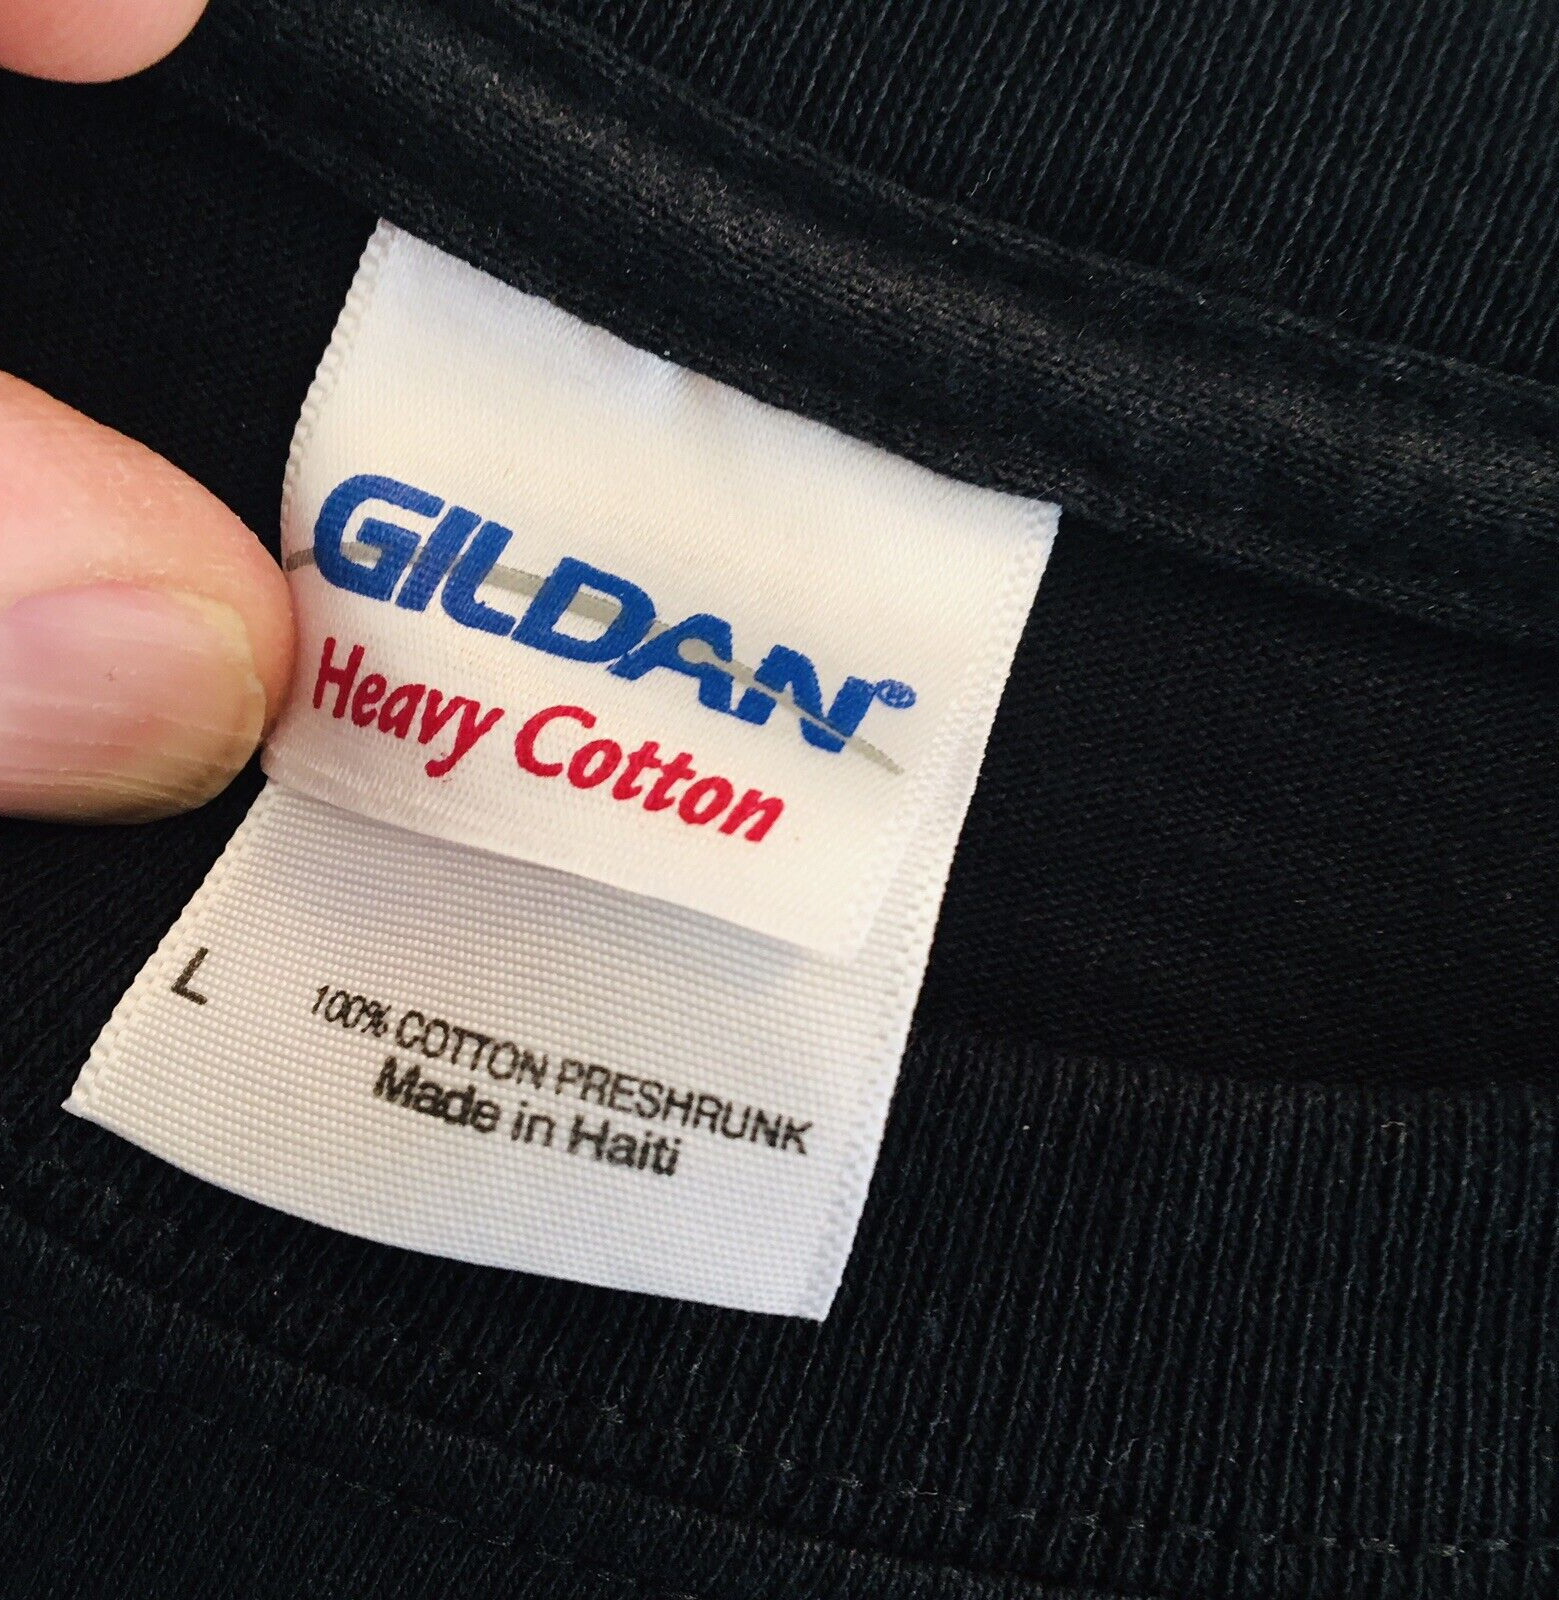 GILDAN®
Heavy Cotton
L
100% COTTON PRESHRUNK
Made in Haiti